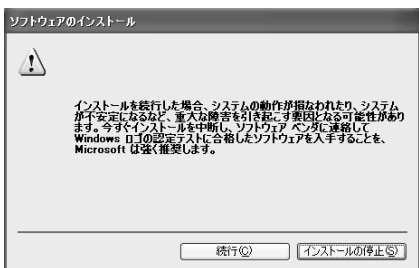 ソフトウェアのインストール
インストールを続行した場合、システムの動作が損なわれたり、システム
が不安定になるなど、重大な障害を引き起こす要因となる可能性があり
ます。今すぐインストールを中断し、ソフトウェア ベンダに連絡して
Windows ロゴの認定テストに合格したソフトウェアを入手することを、
Microsoft は強く推奨します。
続行(C)
インストールの停止(S)